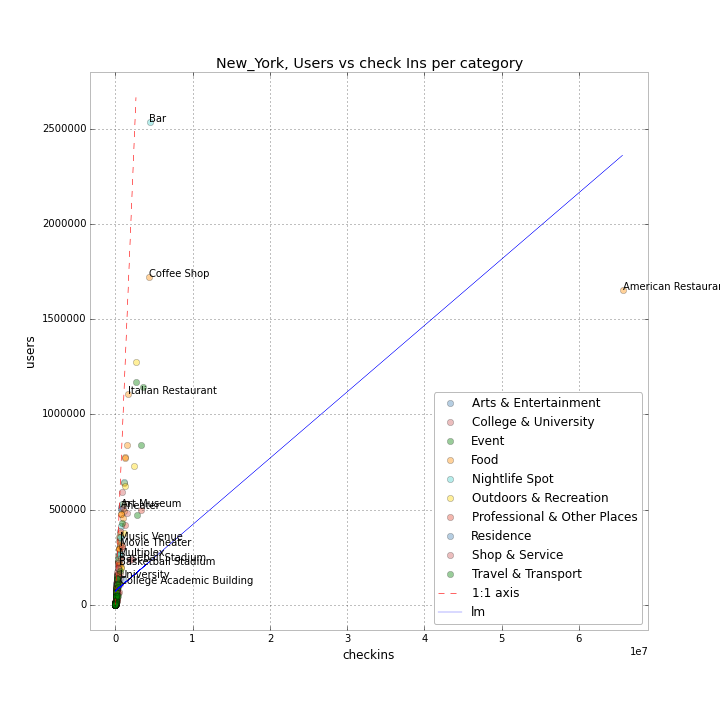 New_York, Users vs check Ins per category
users
2500000
2000000
1500000
1000000
500000
0
Bar
Coffee Shop
American Restauran
Italian Restaurant
Art Museum
Theater
Music Venue
Movie Theater
Multiplex
Baseball Stadium
Basketball Stadium
University
College Academic Building
Arts & Entertainment
College & University
Event
Food
Nightlife Spot
Outdoors & Recreation
Professional & Other Places
Residence
Shop & Service
Travel & Transport
1:1 axis
lm
0 1 2 3 4 5 6
1e7
checkins